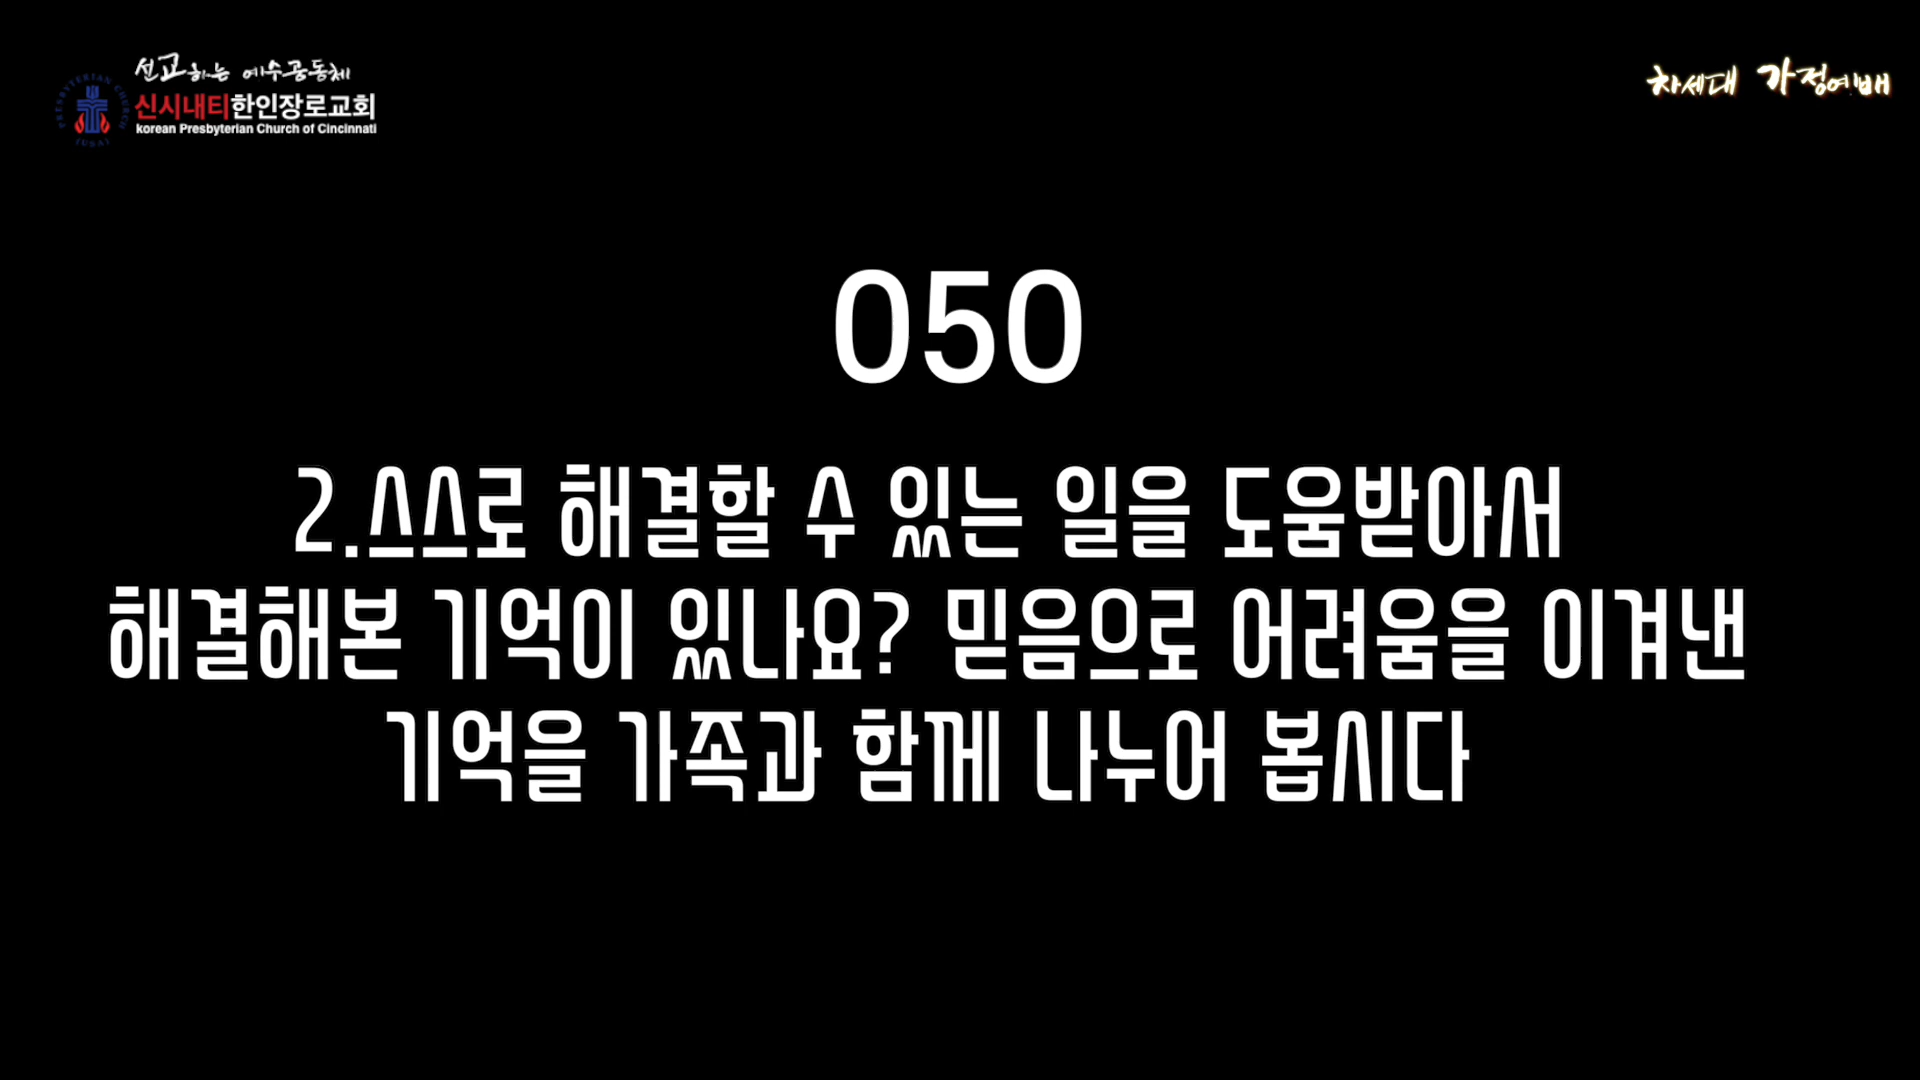 선교하는 예수공동체
신시내티한인장로교회
korean Presbyterian Church of Cincinnati
PRESBYTERIAN CHURCH (USA)
차세대 가정예배
050
2.스스로 해결할 수 있는 일을 도움받아서
해결해본 기억이 있나요? 믿음으로 어려움을 이겨낸
기억을 가족과 함께 나누어 봅시다